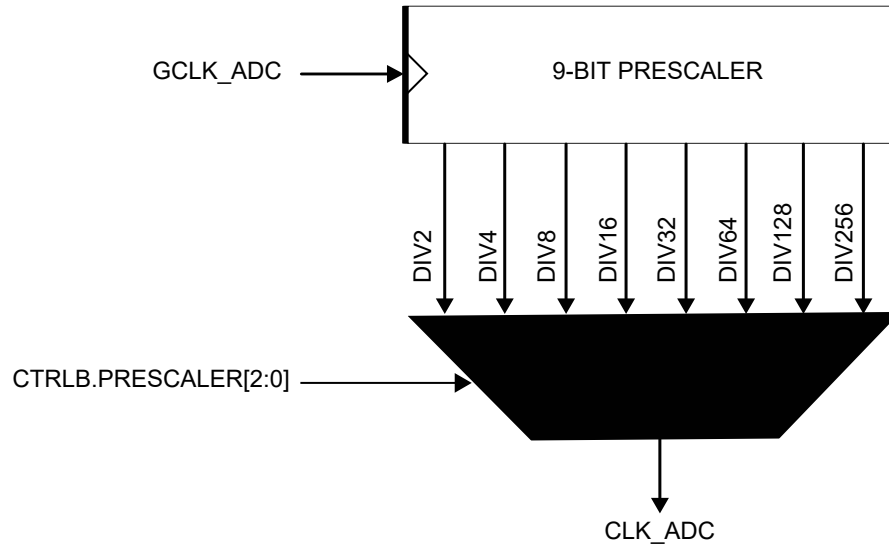 GCLK_ADC
9-BIT PRESCALER
DIV2
DIV4
DIV8
DIV16
DIV32
DIV64
DIV128
DIV256
CTRLB.PRESCALER[2:0]
CLK_ADC